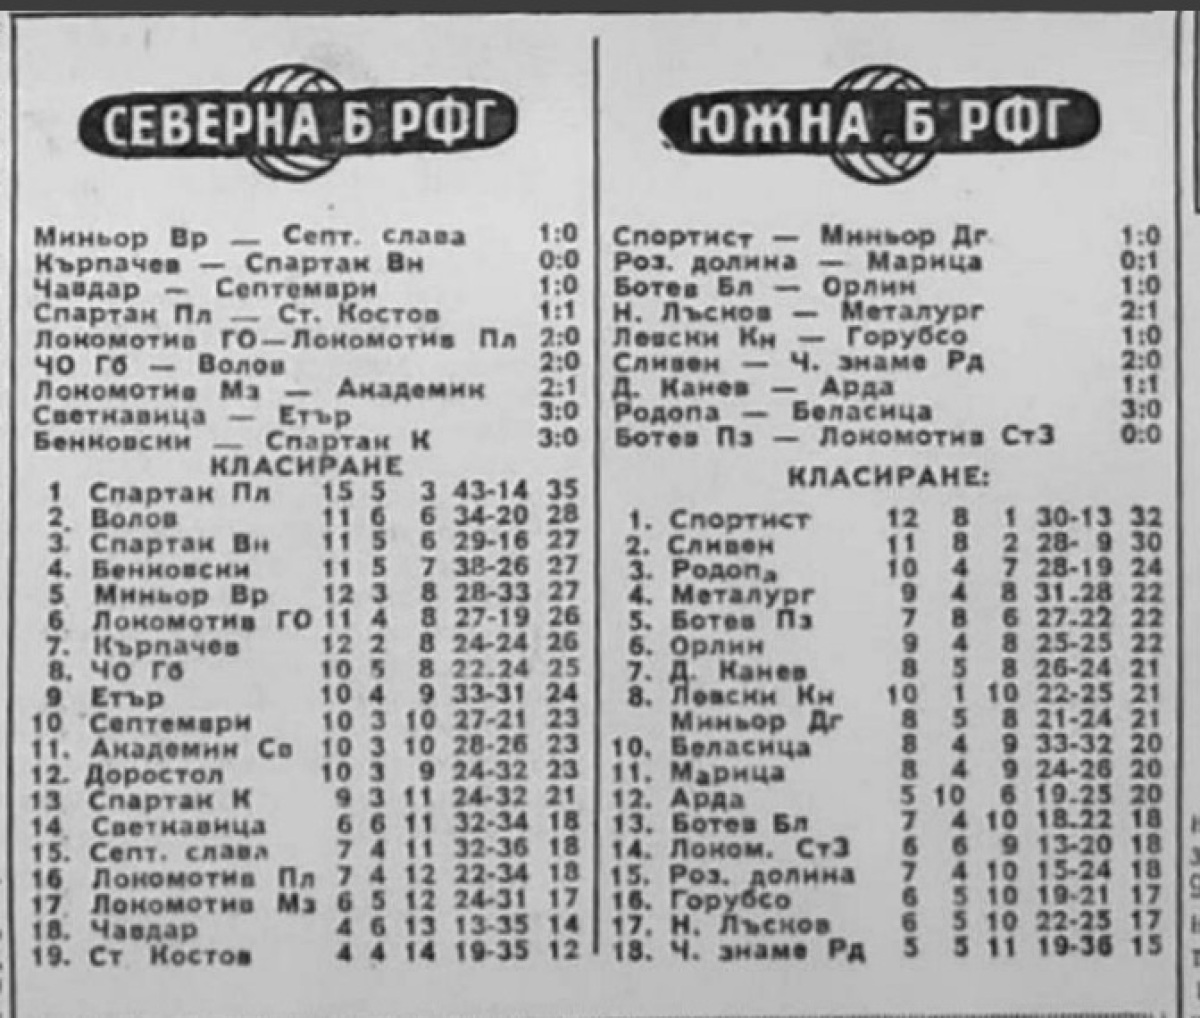 СЕВЕРНА Б РФГ
Миньор Вр — Септ. слава 1:0
Кърпачев — Спартак Вн 0:0
Чавдар — Септември 1:0
Спартак Пл — Ст. Костов 1:1
Локомотив ГО—Локомотив Пл 2:0
ЧО Гб — Волов 2:0
Локомотив Мз — Академик 2:1
Светкавица — Етър 3:0
Бенковски — Спартак К 3:0
КЛАСИРАНЕ
1 Спартак Пл 15 5 3 43-14 35
2. Волов 11 6 6 34-20 28
3. Спартак Вн 11 5 6 29-16 27
4. Бенковски 11 5 7 38-26 27
5 Миньор Вр 12 3 8 28-33 27
6. Локомотив ГО 11 4 8 27-19 26
7. Кърпачев 12 2 8 24-24 26
8. ЧО Гб 10 5 8 22-24 25
9 Етър 10 4 9 33-31 24
10 Септември 10 3 10 27-21 23
11. Академик Св 10 3 10 28-26 23
12. Доростол 10 3 9 24-32 23
13 Спартак К 9 3 11 24-32 21
14. Светкавица 6 6 11 32-34 18
15. Септ. слава 7 4 11 32-36 18
16 Локомотив Пл 7 4 12 22-34 18
17. Локомотив Мз 6 5 12 24-31 17
18. Чавдар 4 6 13 13-35 14
19. Ст. Костов 4 4 14 19-35 12
ЮЖНА Б РФГ
Спортист — Миньор Дг 1:0
Роз. долина — Марица 0:1
Ботев Бл — Орлин 1:0
Н. Лъсков — Металург 2:1
Левски Кн — Горубсо 1:0
Сливен — Ч. знаме Рд 2:0
Д. Канев — Арда 1:1
Родопа — Беласица 3:0
Ботев Пз — Локомотив СтЗ 0:0
КЛАСИРАНЕ:
1. Спортист 12 8 1 30-13 32
2. Сливен 11 8 2 28- 9 30
3. Родопа 10 4 7 28-19 24
4. Металург 9 4 8 31-28 22
5. Ботев Пз 7 8 6 27-22 22
6. Орлин 9 4 8 25-25 22
7. Д. Канев 8 5 8 26-24 21
8. Левски Кн 10 1 10 22-25 21
Миньор Дг 8 5 8 21-24 21
10. Беласица 8 4 9 33-32 20
11. Марица 8 4 9 24-26 20
12. Арда 5 10 6 19-25 20
13. Ботев Бл 7 4 10 18-22 18
14. Локом. СтЗ 6 6 9 13-20 18
15. Роз. долина 7 4 10 15-24 18
16. Горубсо 6 5 10 19-21 17
17. Н. Лъсков 6 5 10 22-25 17
18. Ч. знаме Рд 5 5 11 19-36 15